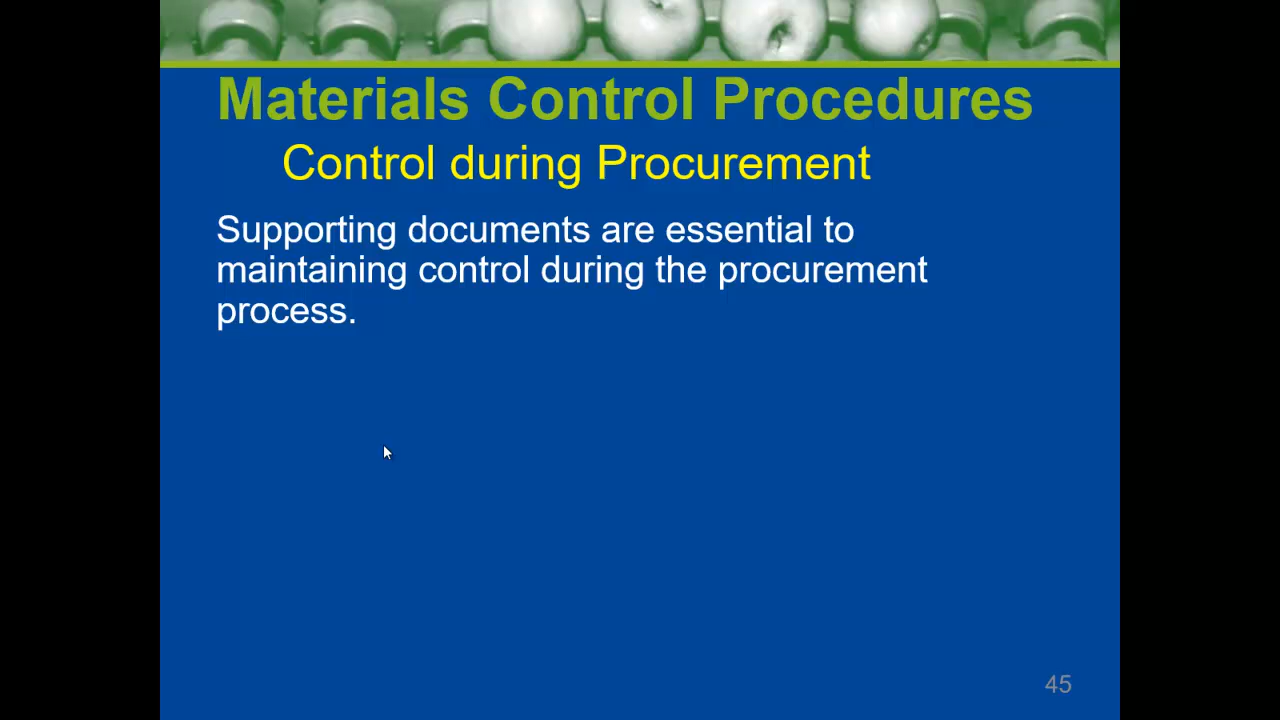 Materials Control Procedures
Control during Procurement
Supporting documents are essential to
maintaining control during the procurement
process.
45